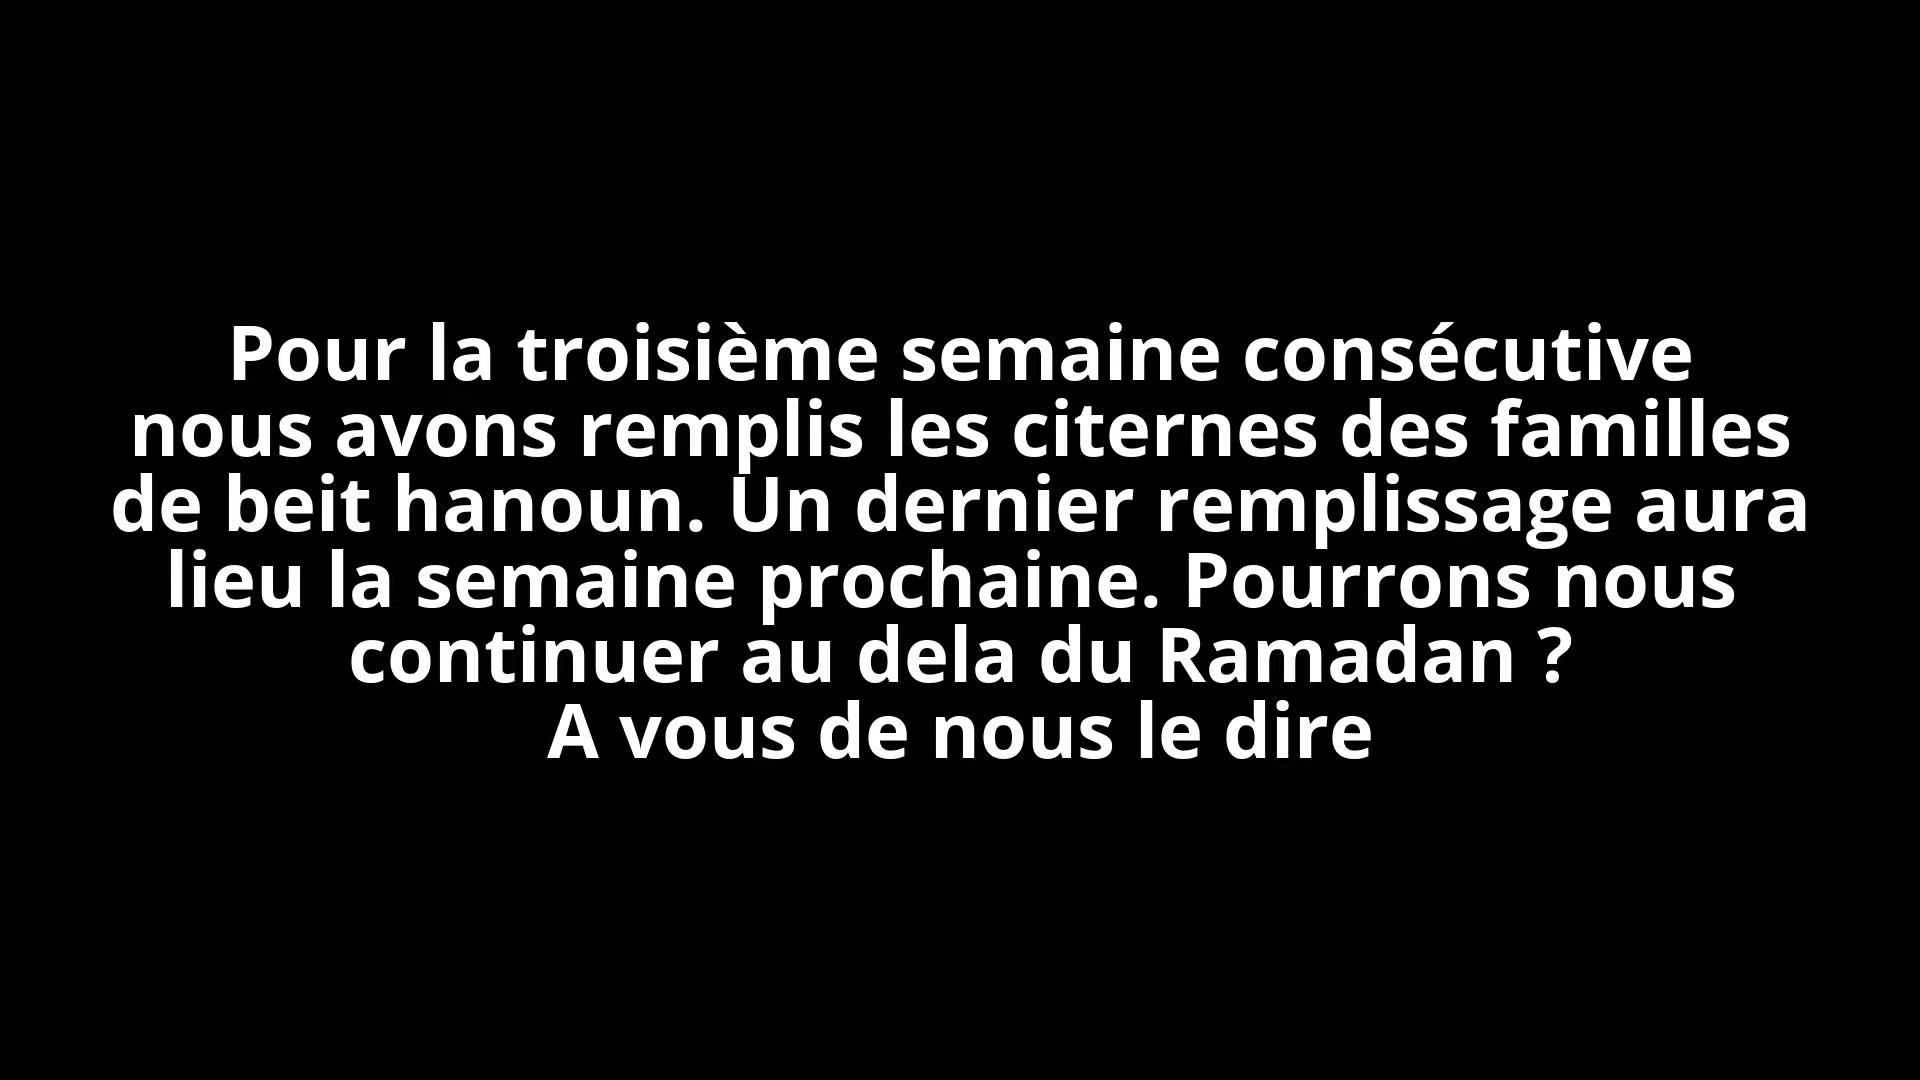 Pour la troisième semaine consécutive
nous avons remplis les citernes des familles
de beit hanoun. Un dernier remplissage aura
lieu la semaine prochaine. Pourrons nous
continuer au dela du Ramadan ?
A vous de nous le dire